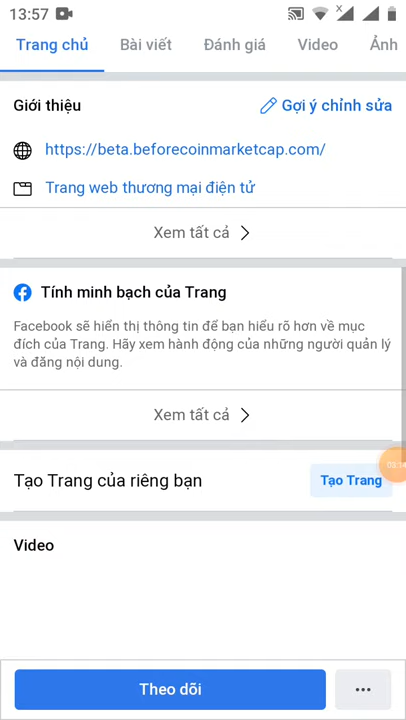 13:57
Trang chủ Bài viết Đánh giá Video Ảnh
Giới thiệu Gợi ý chỉnh sửa
https://beta.beforecoinmarketcap.com/
Trang web thương mại điện tử
Xem tất cả
Tính minh bạch của Trang
Facebook sẽ hiển thị thông tin để bạn hiểu rõ hơn về mục
đích của Trang. Hãy xem hành động của những người quản lý
và đăng nội dung.
Xem tất cả
Tạo Trang của riêng bạn Tạo Trang
Video
Theo dõi